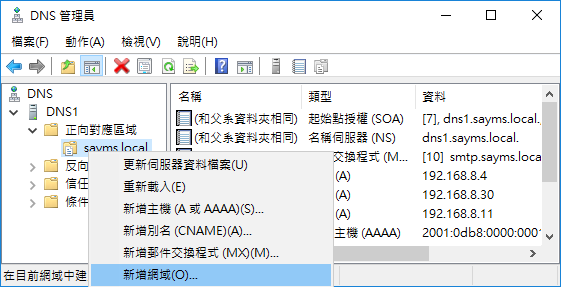 DNS 管理員
檔案(F) 動作(A) 檢視(V) 說明(H)
DNS
DNS1
正向對應區域
sayms.local
反向
信任
條件
名稱 類型 資料
(和父系資料夾相同) 起始點授權 (SOA) [7], dns1.sayms.local.,
(和父系資料夾相同) 名稱伺服器 (NS) dns1.sayms.local.
交換程式 (M... [10] smtp.sayms.local.
(A) 192.168.8.4
(A) 192.168.8.30
(A) 192.168.8.11
主機 (AAAA) 2001:0db8:0000:0001
更新伺服器資料檔案(U)
重新載入(E)
新增主機 (A 或 AAAA)(S)...
新增別名 (CNAME)(A)...
新增郵件交換程式 (MX)(M)...
新增網域(O)...
在目前網域中建